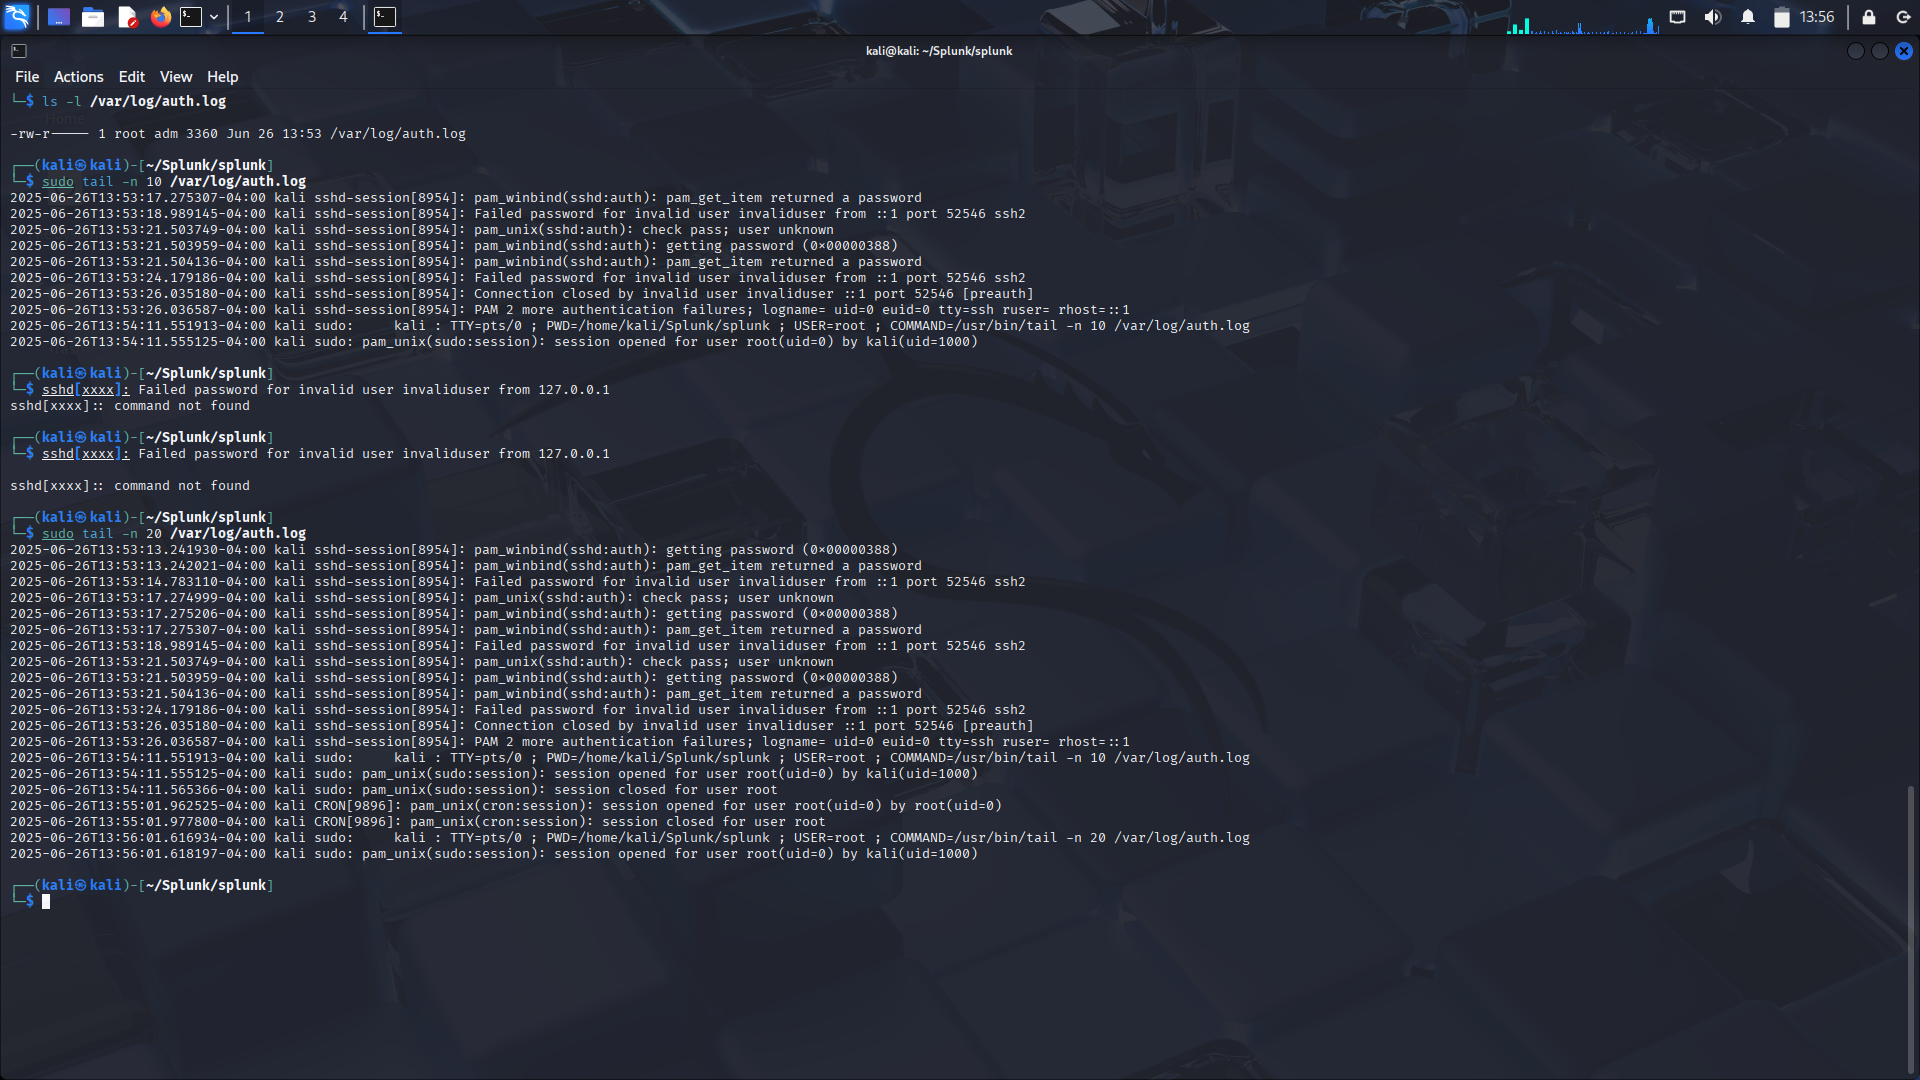 1 2 3 4 13:56
kali@kali: ~/Splunk/splunk
File Actions Edit View Help
└─$ ls -l /var/log/auth.log
Home
-rw-r----- 1 root adm 3360 Jun 26 13:53 /var/log/auth.log
┌──(kali㉿kali)-[~/Splunk/splunk]
└─$ sudo tail -n 10 /var/log/auth.log
2025-06-26T13:53:17.275307-04:00 kali sshd-session[8954]: pam_winbind(sshd:auth): pam_get_item returned a password
2025-06-26T13:53:18.989145-04:00 kali sshd-session[8954]: Failed password for invalid user invaliduser from ::1 port 52546 ssh2
2025-06-26T13:53:21.503749-04:00 kali sshd-session[8954]: pam_unix(sshd:auth): check pass; user unknown
2025-06-26T13:53:21.503959-04:00 kali sshd-session[8954]: pam_winbind(sshd:auth): getting password (0×00000388)
2025-06-26T13:53:21.504136-04:00 kali sshd-session[8954]: pam_winbind(sshd:auth): pam_get_item returned a password
2025-06-26T13:53:24.179186-04:00 kali sshd-session[8954]: Failed password for invalid user invaliduser from ::1 port 52546 ssh2
2025-06-26T13:53:26.035180-04:00 kali sshd-session[8954]: Connection closed by invalid user invaliduser ::1 port 52546 [preauth]
2025-06-26T13:53:26.036587-04:00 kali sshd-session[8954]: PAM 2 more authentication failures; logname= uid=0 euid=0 tty=ssh ruser= rhost=::1
2025-06-26T13:54:11.551913-04:00 kali sudo:     kali : TTY=pts/0 ; PWD=/home/kali/Splunk/splunk ; USER=root ; COMMAND=/usr/bin/tail -n 10 /var/log/auth.log
2025-06-26T13:54:11.555125-04:00 kali sudo: pam_unix(sudo:session): session opened for user root(uid=0) by kali(uid=1000)
┌──(kali㉿kali)-[~/Splunk/splunk]
└─$ sshd[xxxx]: Failed password for invalid user invaliduser from 127.0.0.1
sshd[xxxx]:: command not found
┌──(kali㉿kali)-[~/Splunk/splunk]
└─$ sshd[xxxx]: Failed password for invalid user invaliduser from 127.0.0.1
sshd[xxxx]:: command not found
┌──(kali㉿kali)-[~/Splunk/splunk]
└─$ sudo tail -n 20 /var/log/auth.log
2025-06-26T13:53:13.241930-04:00 kali sshd-session[8954]: pam_winbind(sshd:auth): getting password (0×00000388)
2025-06-26T13:53:13.242021-04:00 kali sshd-session[8954]: pam_winbind(sshd:auth): pam_get_item returned a password
2025-06-26T13:53:14.783110-04:00 kali sshd-session[8954]: Failed password for invalid user invaliduser from ::1 port 52546 ssh2
2025-06-26T13:53:17.274999-04:00 kali sshd-session[8954]: pam_unix(sshd:auth): check pass; user unknown
2025-06-26T13:53:17.275206-04:00 kali sshd-session[8954]: pam_winbind(sshd:auth): getting password (0×00000388)
2025-06-26T13:53:17.275307-04:00 kali sshd-session[8954]: pam_winbind(sshd:auth): pam_get_item returned a password
2025-06-26T13:53:18.989145-04:00 kali sshd-session[8954]: Failed password for invalid user invaliduser from ::1 port 52546 ssh2
2025-06-26T13:53:21.503749-04:00 kali sshd-session[8954]: pam_unix(sshd:auth): check pass; user unknown
2025-06-26T13:53:21.503959-04:00 kali sshd-session[8954]: pam_winbind(sshd:auth): getting password (0×00000388)
2025-06-26T13:53:21.504136-04:00 kali sshd-session[8954]: pam_winbind(sshd:auth): pam_get_item returned a password
2025-06-26T13:53:24.179186-04:00 kali sshd-session[8954]: Failed password for invalid user invaliduser from ::1 port 52546 ssh2
2025-06-26T13:53:26.035180-04:00 kali sshd-session[8954]: Connection closed by invalid user invaliduser ::1 port 52546 [preauth]
2025-06-26T13:53:26.036587-04:00 kali sshd-session[8954]: PAM 2 more authentication failures; logname= uid=0 euid=0 tty=ssh ruser= rhost=::1
2025-06-26T13:54:11.551913-04:00 kali sudo:     kali : TTY=pts/0 ; PWD=/home/kali/Splunk/splunk ; USER=root ; COMMAND=/usr/bin/tail -n 10 /var/log/auth.log
2025-06-26T13:54:11.555125-04:00 kali sudo: pam_unix(sudo:session): session opened for user root(uid=0) by kali(uid=1000)
2025-06-26T13:54:11.565366-04:00 kali sudo: pam_unix(sudo:session): session closed for user root
2025-06-26T13:55:01.962525-04:00 kali CRON[9896]: pam_unix(cron:session): session opened for user root(uid=0) by root(uid=0)
2025-06-26T13:55:01.977800-04:00 kali CRON[9896]: pam_unix(cron:session): session closed for user root
2025-06-26T13:56:01.616934-04:00 kali sudo:     kali : TTY=pts/0 ; PWD=/home/kali/Splunk/splunk ; USER=root ; COMMAND=/usr/bin/tail -n 20 /var/log/auth.log
2025-06-26T13:56:01.618197-04:00 kali sudo: pam_unix(sudo:session): session opened for user root(uid=0) by kali(uid=1000)
┌──(kali㉿kali)-[~/Splunk/splunk]
└─$